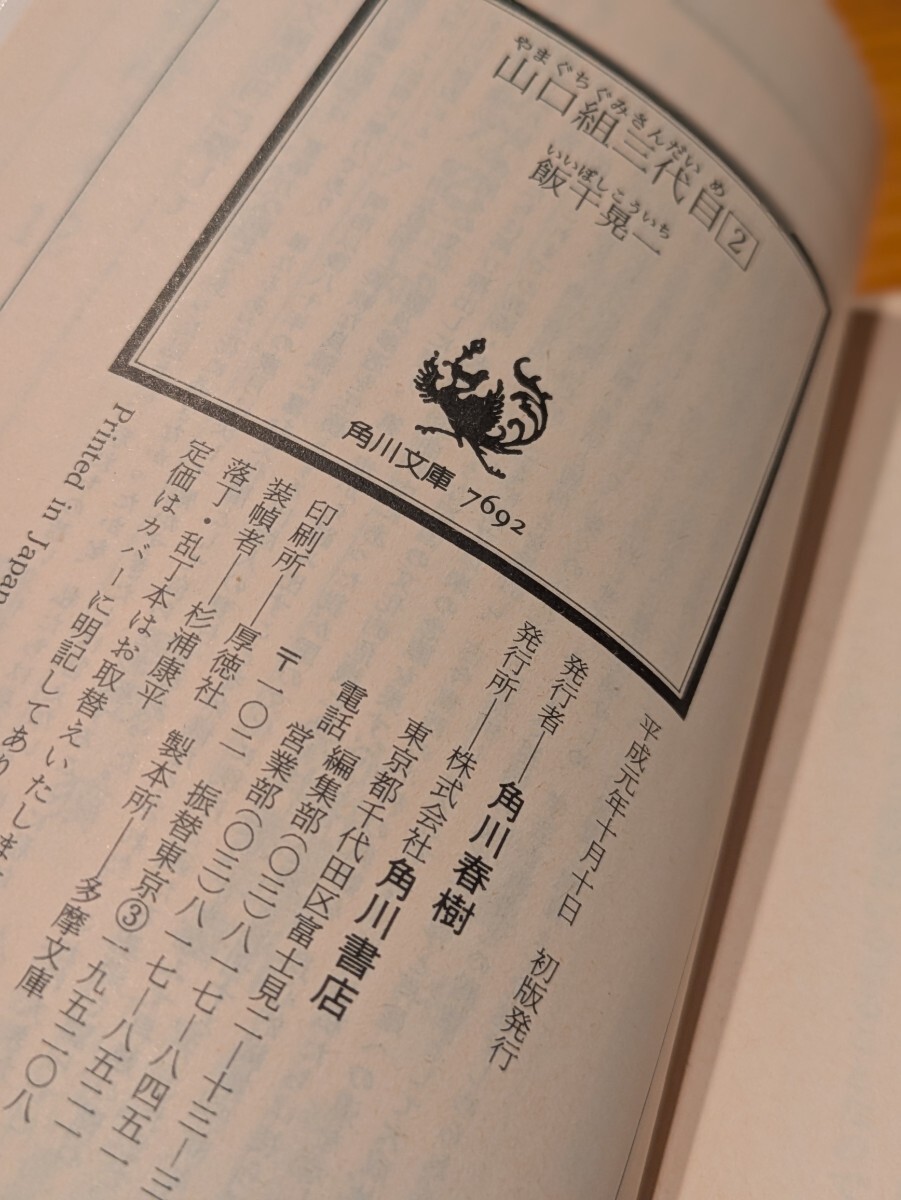 やまぐちぐみさんだいめ
山口組三代目2
いいぼしこういち
飯干晃一
角川文庫 7692
平成元年十月十日 初版発行
発行者——角川春樹
発行所——株式会社角川書店
東京都千代田区富士見二—十三—三
電話 編集部(〇三)八一七—八四五一
営業部(〇三)八一七—八五二一
〒一〇二 振替東京③一九五二〇八
印刷所——厚徳社 製本所——多摩文庫
装幀者——杉浦康平
落丁・乱丁本はお取替えいたしま
定価はカバーに明記してあり
Printed in Japan